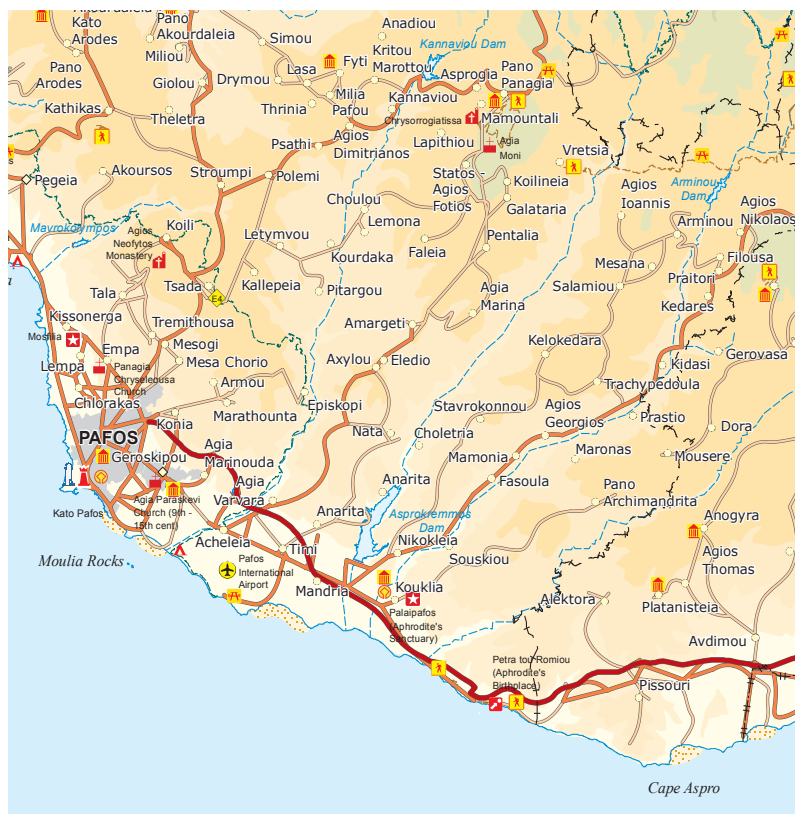 Akourdaleia
Kato
Arodes
Pano
Akourdaleia
Miliou
Simou
Anadiou
Kritou
Marottou
Kannaviou Dam
Pano
Arodes
Giolou
Drymou
Lasa
Fyti
Asprogia
Pano
Panagia
Kathikas
Theletra
Thrinia
Milia
Pafou
Kannaviou
Chrysorrogiatissa
Mamountali
Psathi
Agios
Dimitrianos
Lapithiou
Agia
Moni
Vretsia
Pegeia
Akoursos
Stroumpi
Polemi
Statos -
Agios
Fotios
Koilineia
Arminou
Dam
Choulou
Galataria
Agios
Ioannis
Agios
Nikolaos
Mavrokolympos
Koili
Agios
Neofytos
Monastery
Letymvou
Lemona
Faleia
Pentalia
Arminou
Kourdaka
Filousa
Mesana
Praitori
Tsada
E4
Kallepeia
Pitargou
Agia
Marina
Salamiou
Kedares
Tala
Kissonerga
Mosfilia
Tremithousa
Amargeti
Empa
Mesogi
Kelokedara
Lempa
Panagia
Chryseleousa
Church
Mesa Chorio
Axylou
Eledio
Kidasi
Gerovasa
Armou
Trachypedoula
Chlorakas
Marathounta
Episkopi
Stavrokonnou
Agios
Georgios
Prastio
Konia
PAFOS
Nata
Choletria
Dora
Geroskipou
Agia
Marinouda
Mamonia
Maronas
Mousere
Agia
Varvara
Anarita
Fasoula
Pano
Archimandrita
Kato Pafos
Agia Paraskevi
Church (9th -
15th cent)
Anarita
Asprokremmos
Dam
Anogyra
Acheleia
Timi
Nikokleia
Souskiou
Agios
Thomas
Moulia Rocks
Pafos
International
Airport
Mandria
Kouklia
Palaipafos
(Aphrodite's
Sanctuary)
Alektora
Platanisteia
Avdimou
Petra tou Romiou
(Aphrodite's
Birthplace)
Pissouri
Cape Aspro